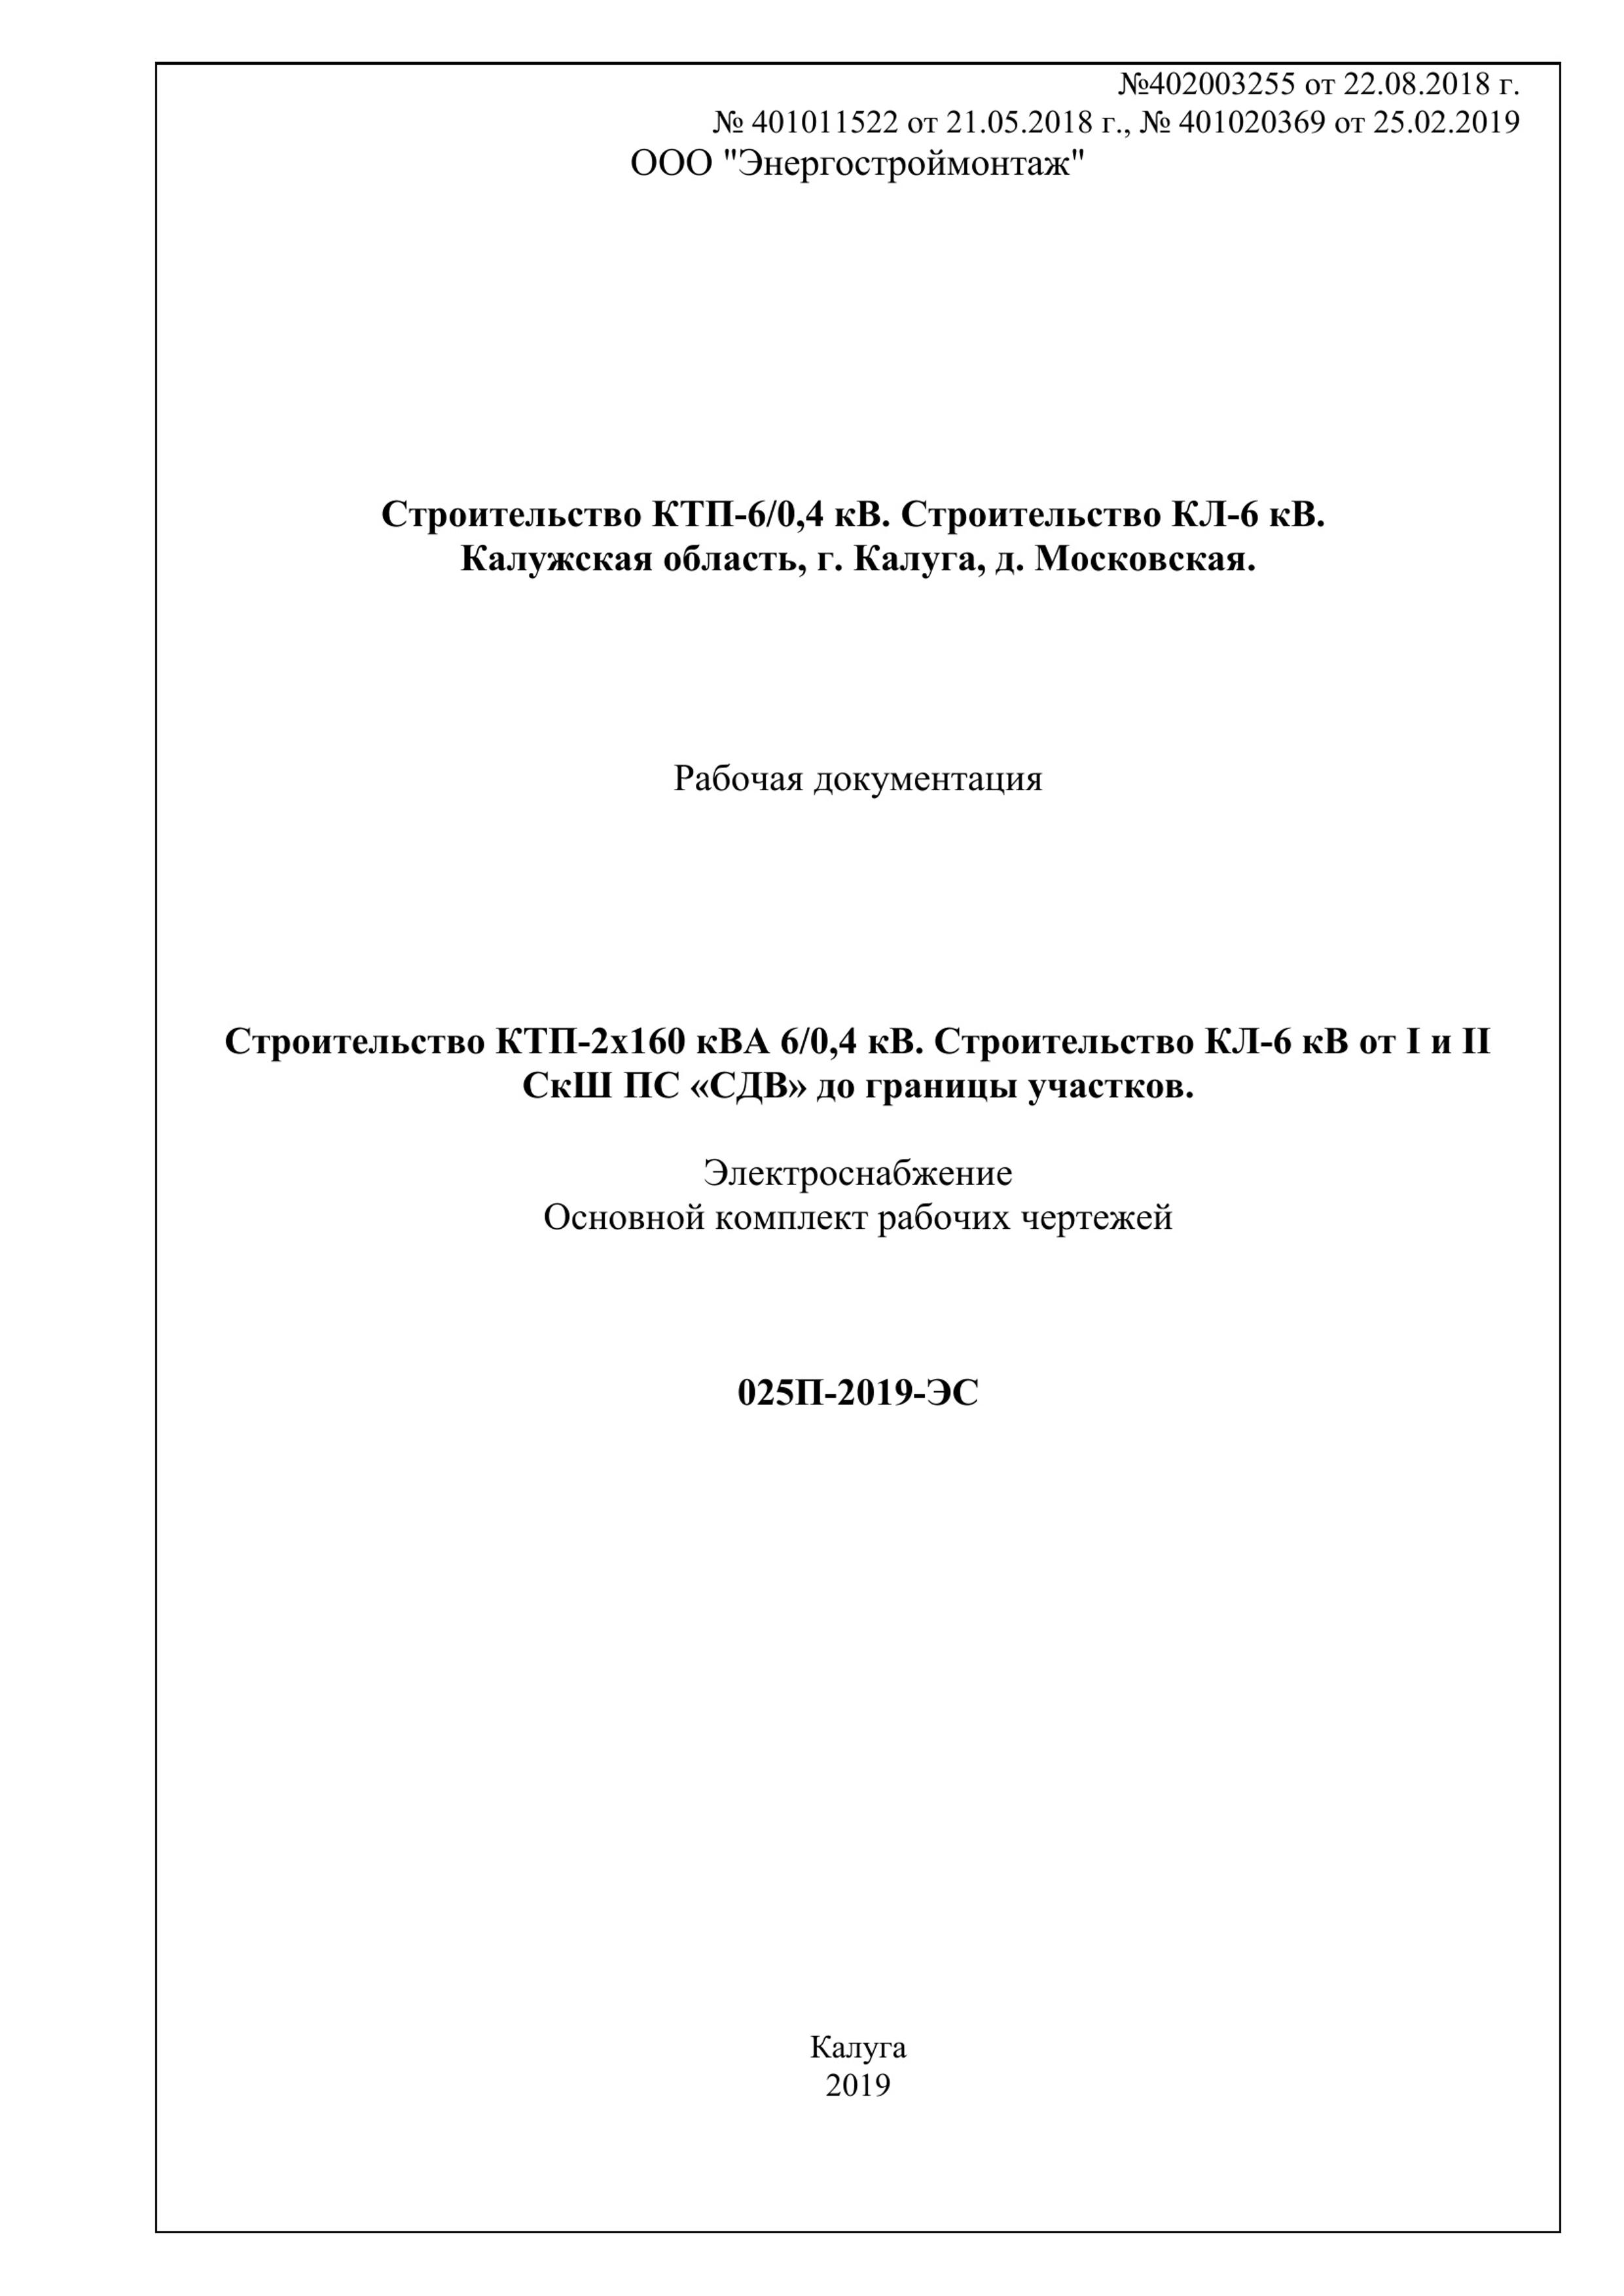 №402003255 от 22.08.2018 г.
№ 401011522 от 21.05.2018 г., № 401020369 от 25.02.2019
ООО "Энергостроймонтаж"
Строительство КТП-6/0,4 кВ. Строительство КЛ-6 кВ.
Калужская область, г. Калуга, д. Московская.
Рабочая документация
Строительство КТП-2х160 кВА 6/0,4 кВ. Строительство КЛ-6 кВ от I и II
СкШ ПС «СДВ» до границы участков.
Электроснабжение
Основной комплект рабочих чертежей
025П-2019-ЭС
Калуга
2019